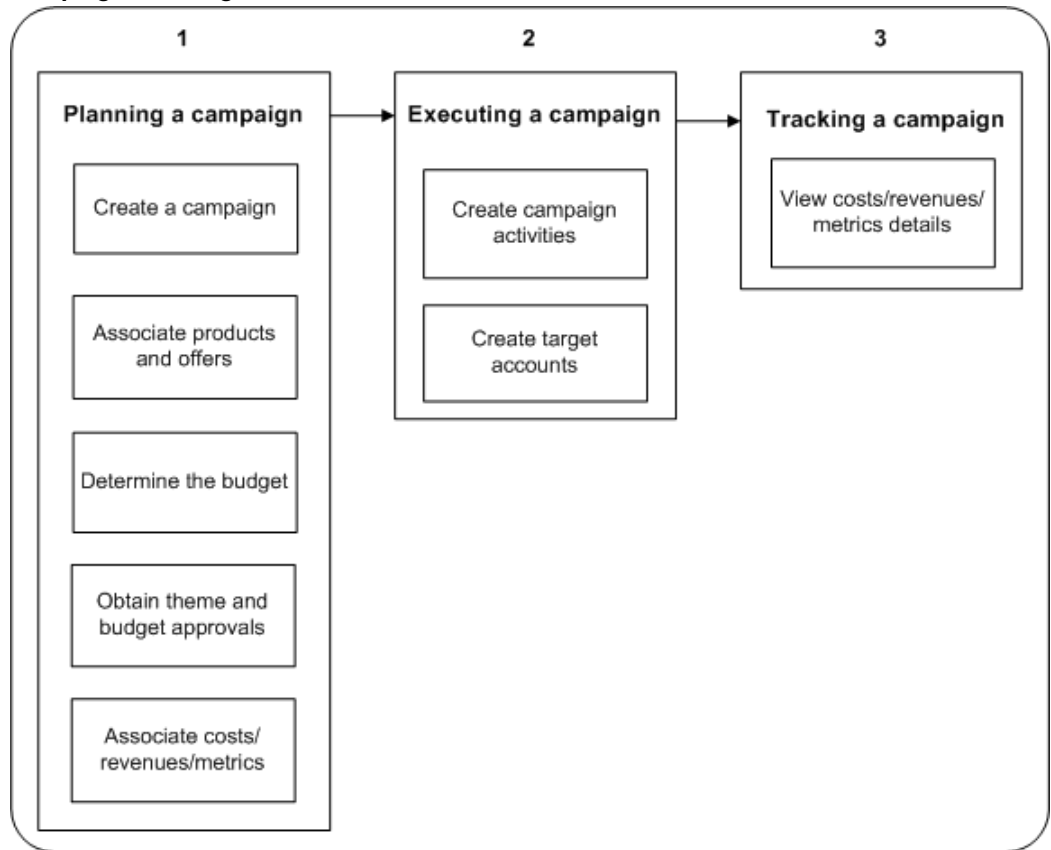 1
Planning a campaign
Create a campaign
Associate products
and offers
Determine the budget
Obtain theme and
budget approvals
Associate costs/
revenues/metrics
2
Executing a campaign
Create campaign
activities
Create target
accounts
3
Tracking a campaign
View costs/revenues/
metrics details